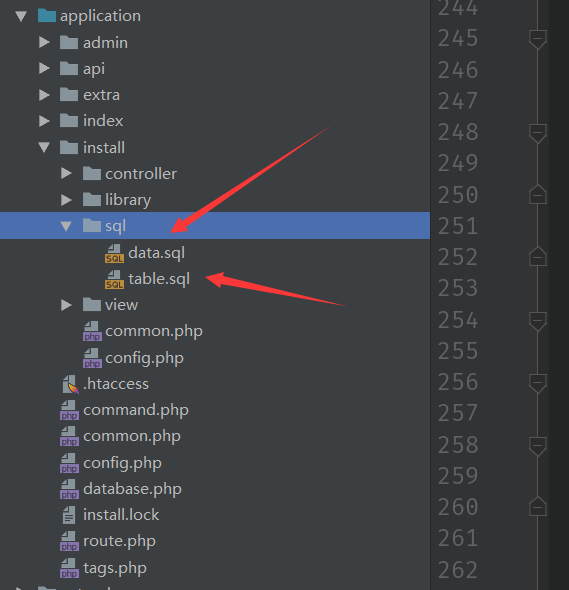 application
admin
api
extra
index
install
controller
library
sql
SQL data.sql
SQL table.sql
view
php common.php
php config.php
.htaccess
php command.php
php common.php
php config.php
php database.php
install.lock
php route.php
php tags.php
244
245
246
247
248
249
250
251
252
253
254
255
256
257
258
259
260
261
262